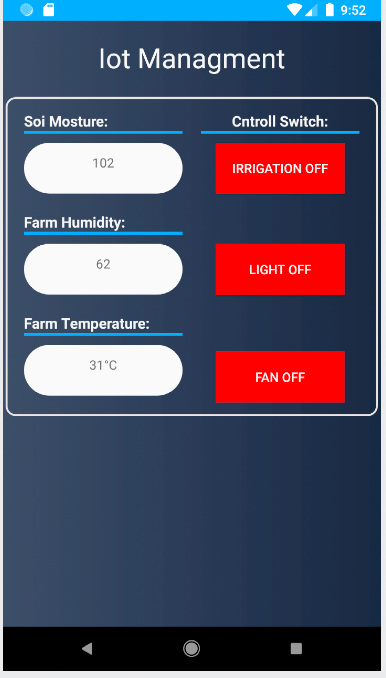 9:52
Iot Managment
Soi Mosture:
Cntroll Switch:
102
IRRIGATION OFF
Farm Humidity:
62
LIGHT OFF
Farm Temperature:
31°C
FAN OFF